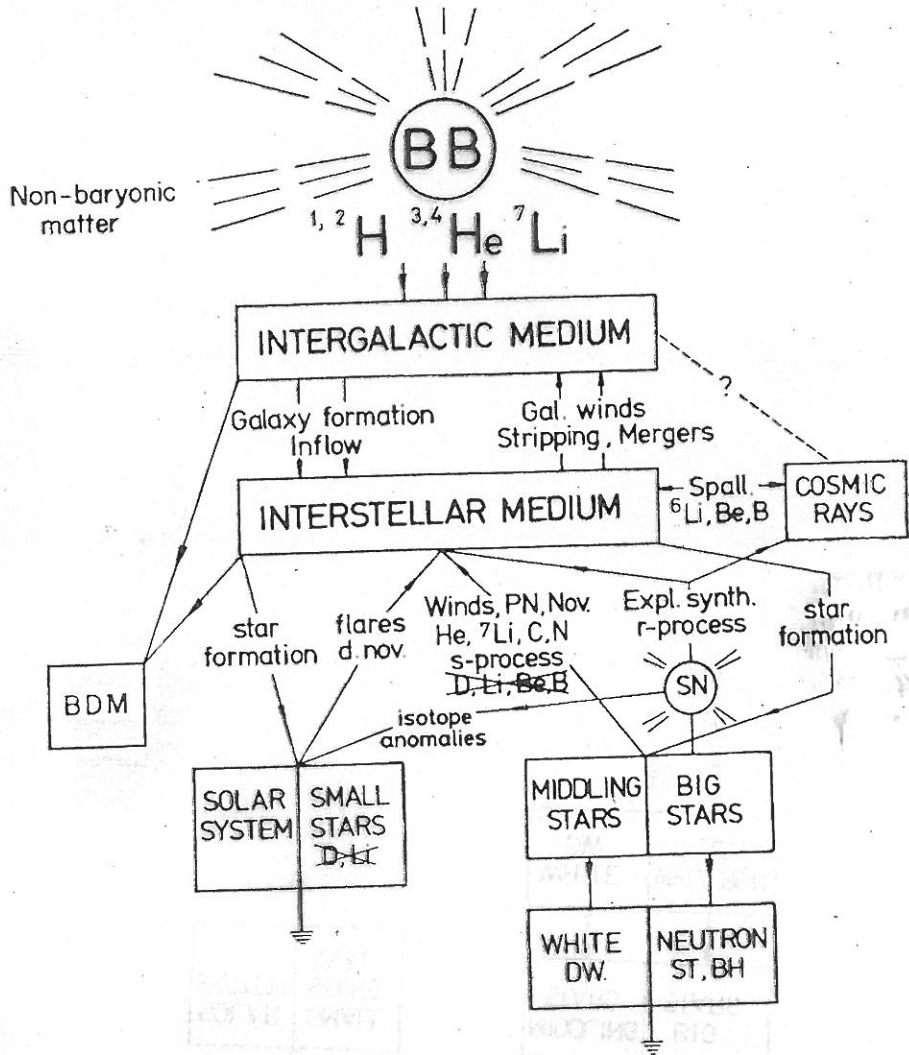 BB
Non-baryonic
matter
1, 2 H 3,4 He 7 Li
INTERGALACTIC MEDIUM
?
Galaxy formation
Inflow
Gal. winds
Stripping, Mergers
INTERSTELLAR MEDIUM
Spall.
6 Li, Be, B
COSMIC
RAYS
star
formation
flares
d. nov.
Winds, PN, Nov.
He, 7Li, C, N
s-process
D, Li, Be, B
Expl. synth.
r-process
star
formation
BDM
SN
isotope
anomalies
SOLAR
SYSTEM
SMALL
STARS
D, Li
MIDDLING
STARS
BIG
STARS
WHITE
DW.
NEUTRON
ST, BH